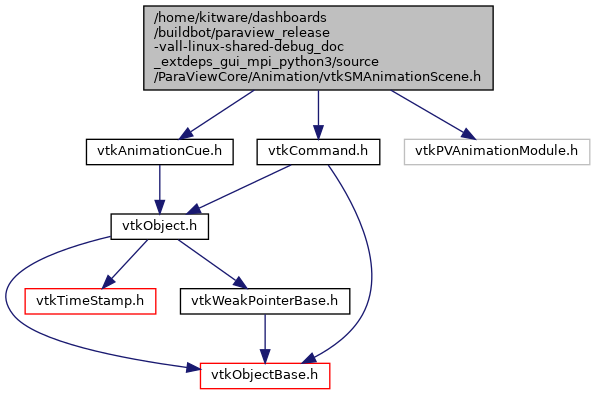 /home/kitware/dashboards
/buildbot/paraview_release
-vall-linux-shared-debug_doc
_extdeps_gui_mpi_python3/source
/ParaViewCore/Animation/vtkSMAnimationScene.h
vtkAnimationCue.h
vtkCommand.h
vtkPVAnimationModule.h
vtkObject.h
vtkTimeStamp.h
vtkWeakPointerBase.h
vtkObjectBase.h